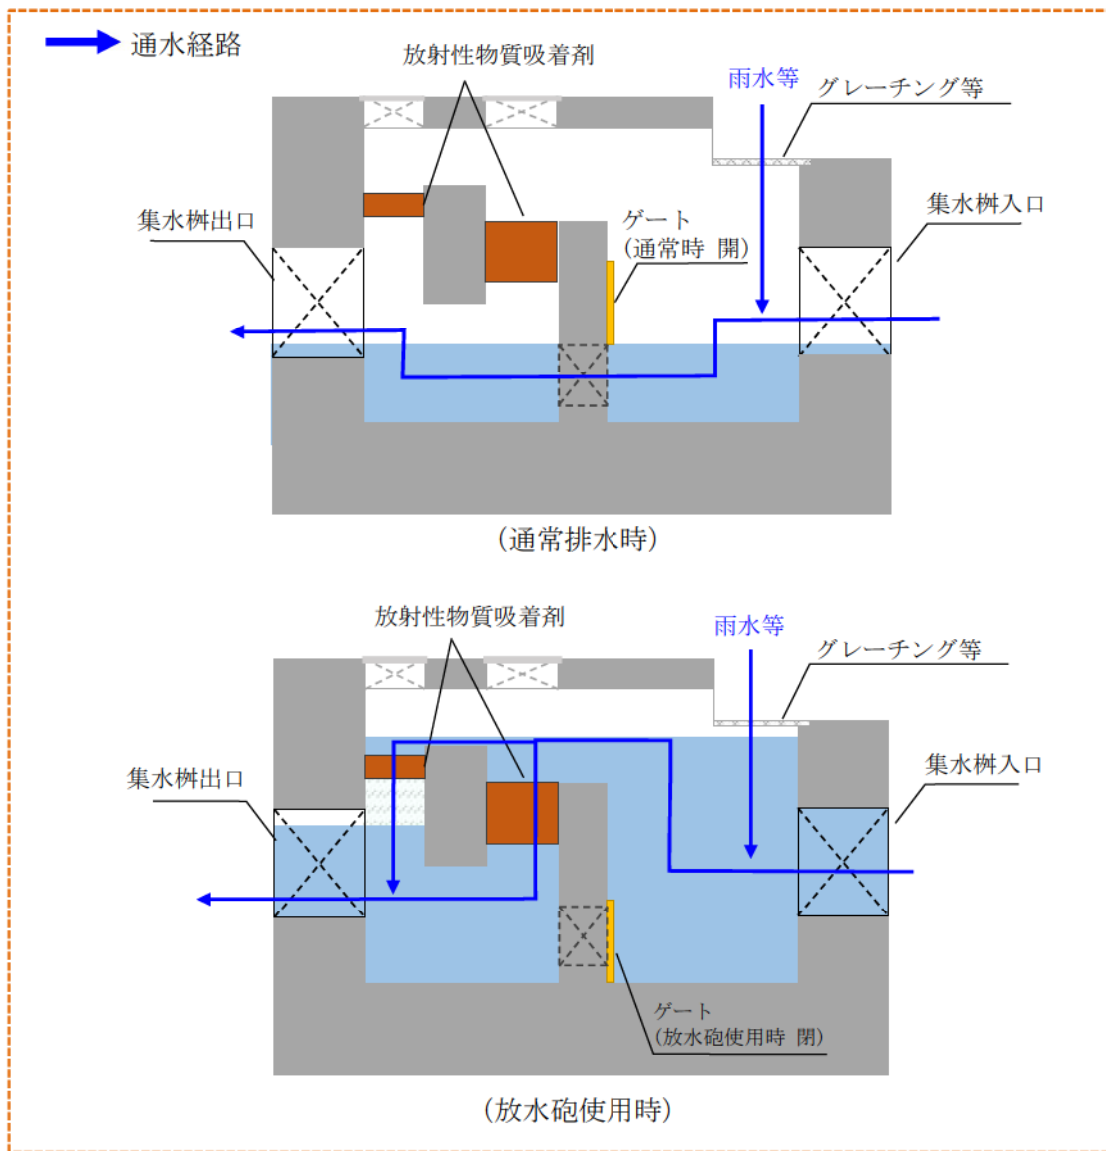 通水経路
放射性物質吸着剤
雨水等
グレーチング等
集水桝出口
ゲート
(通常時 開)
集水桝入口
(通常排水時)
放射性物質吸着剤
雨水等
グレーチング等
集水桝出口
集水桝入口
ゲート
(放水砲使用時 閉)
(放水砲使用時)